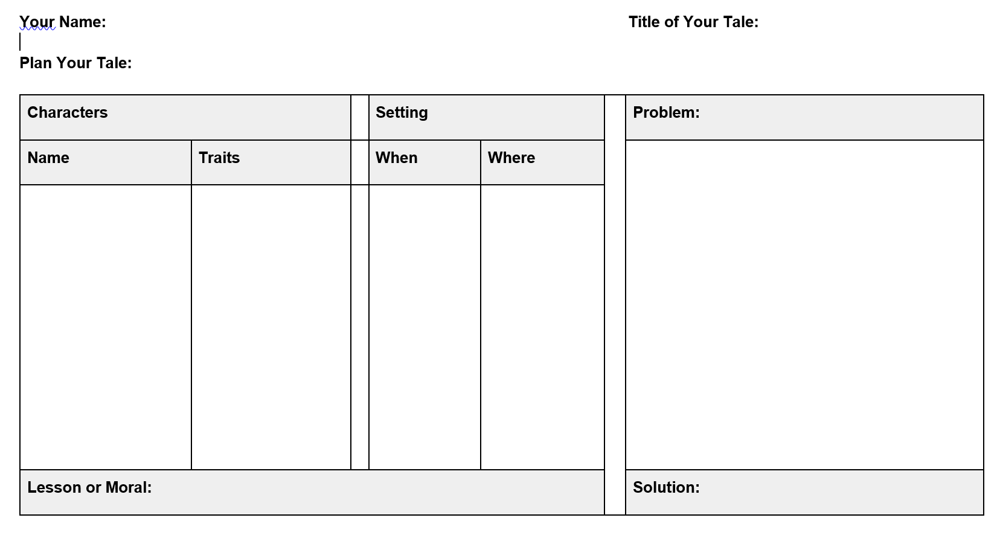 Your Name: Title of Your Tale:
Plan Your Tale:
Characters Setting Problem:
Name Traits When Where
Lesson or Moral: Solution: